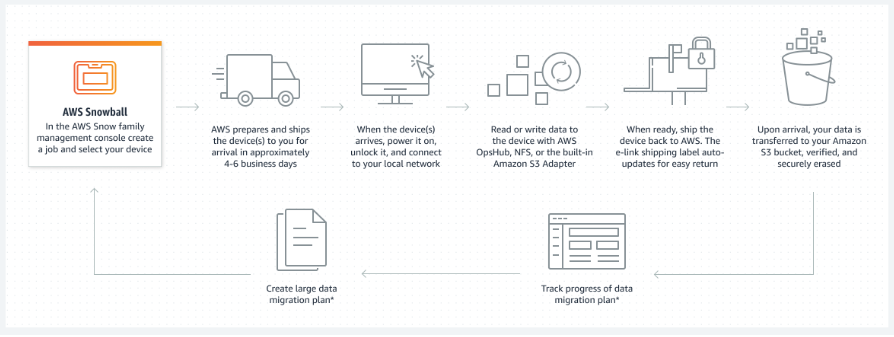 AWS Snowball
In the AWS Snow family
management console create
a job and select your device
AWS prepares and ships
the device(s) to you for
arrival in approximately
4-6 business days
When the device(s)
arrives, power it on,
unlock it, and connect
to your local network
Read or write data to
the device with AWS
OpsHub, NFS, or the built-in
Amazon S3 Adapter
When ready, ship the
device back to AWS. The
e-link shipping label auto-
updates for easy return
Upon arrival, your data is
transferred to your Amazon
S3 bucket, verified, and
securely erased
Create large data
migration plan*
Track progress of data
migration plan*